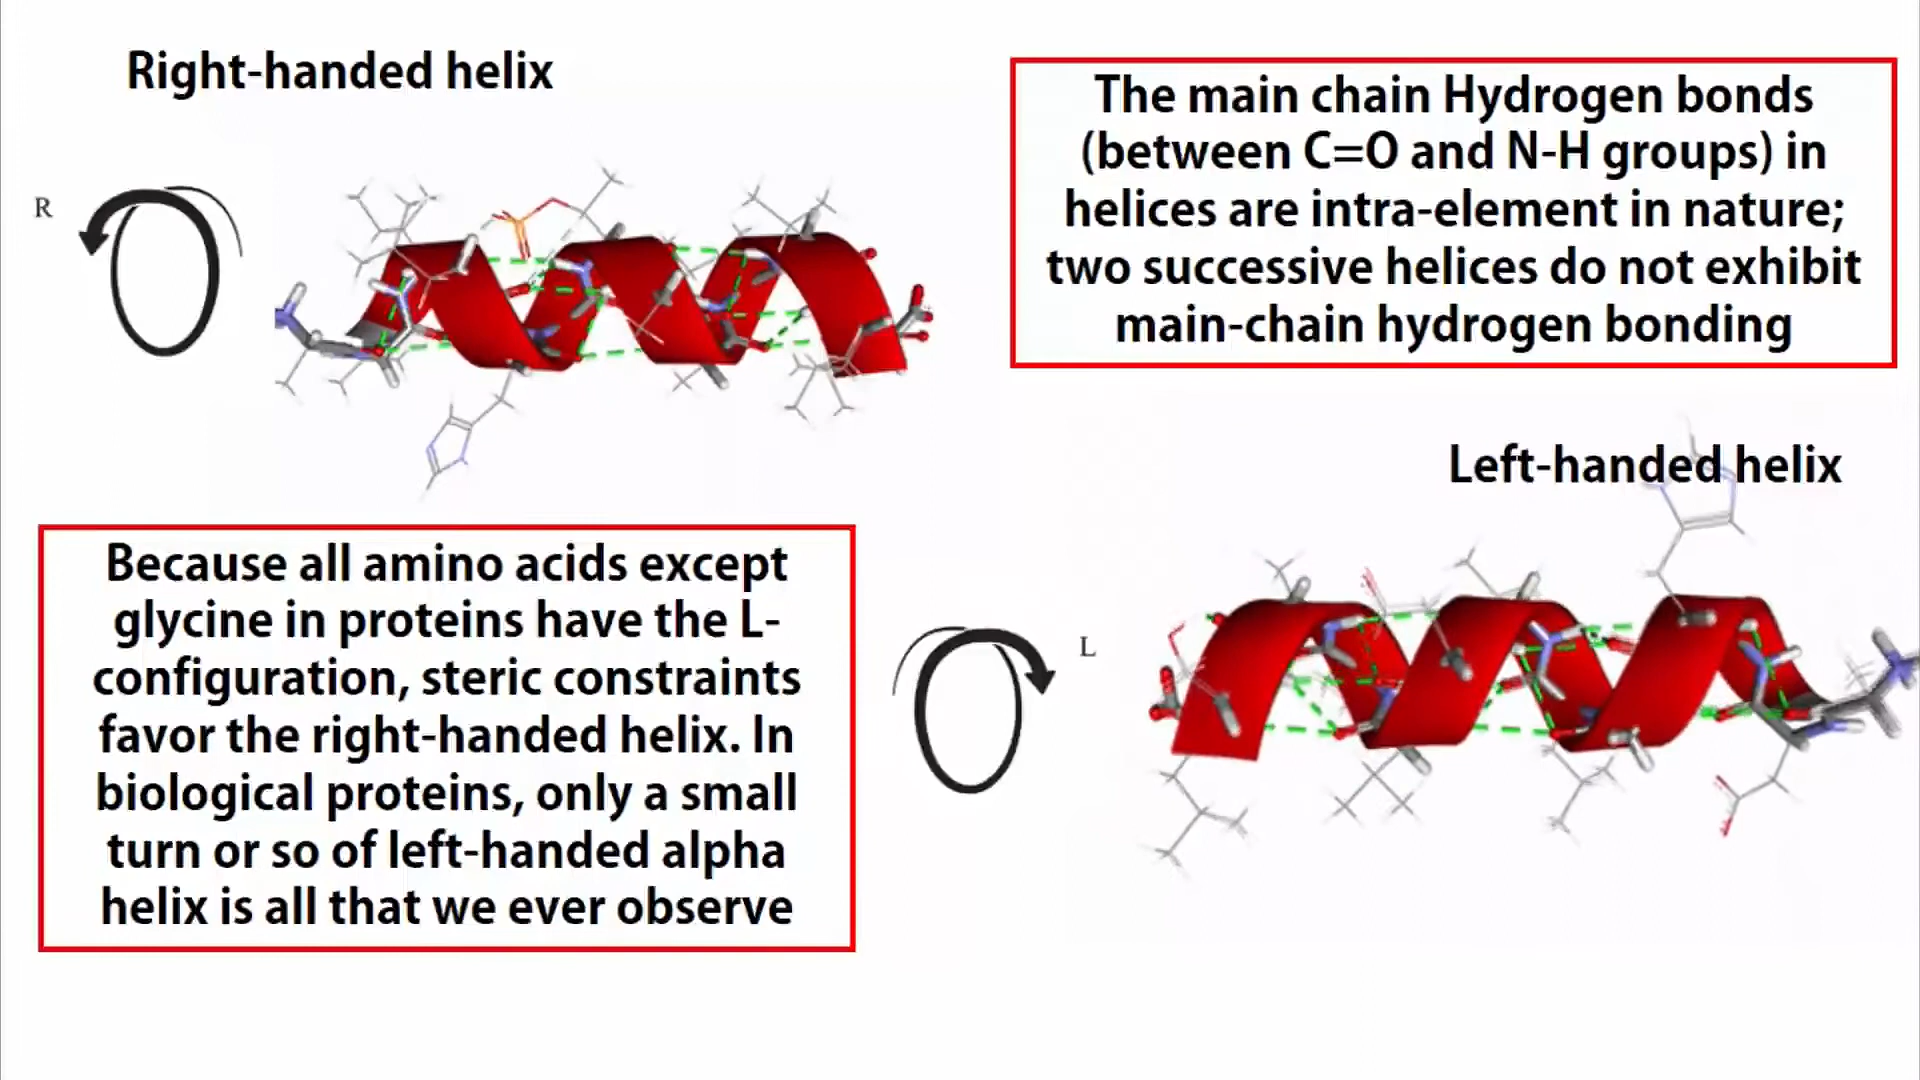 Right-handed helix
R
The main chain Hydrogen bonds
(between C=O and N-H groups) in
helices are intra-element in nature;
two successive helices do not exhibit
main-chain hydrogen bonding
Left-handed helix
L
Because all amino acids except
glycine in proteins have the L-
configuration, steric constraints
favor the right-handed helix. In
biological proteins, only a small
turn or so of left-handed alpha
helix is all that we ever observe